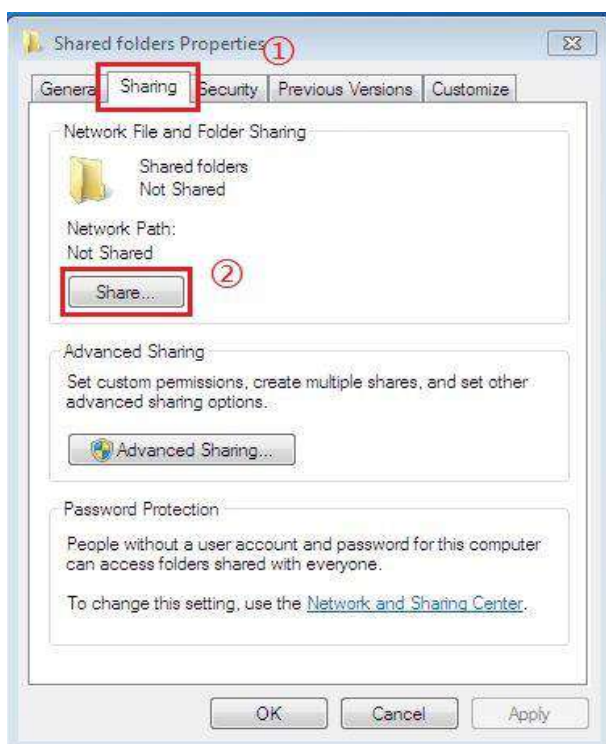 Shared folders Properties
①
General
Sharing
Security
Previous Versions
Customize
Network File and Folder Sharing
Shared folders
Not Shared
Network Path:
Not Shared
②
Share...
Advanced Sharing
Set custom permissions, create multiple shares, and set other
advanced sharing options.
Advanced Sharing...
Password Protection
People without a user account and password for this computer
can access folders shared with everyone.
To change this setting, use the Network and Sharing Center.
OK
Cancel
Apply